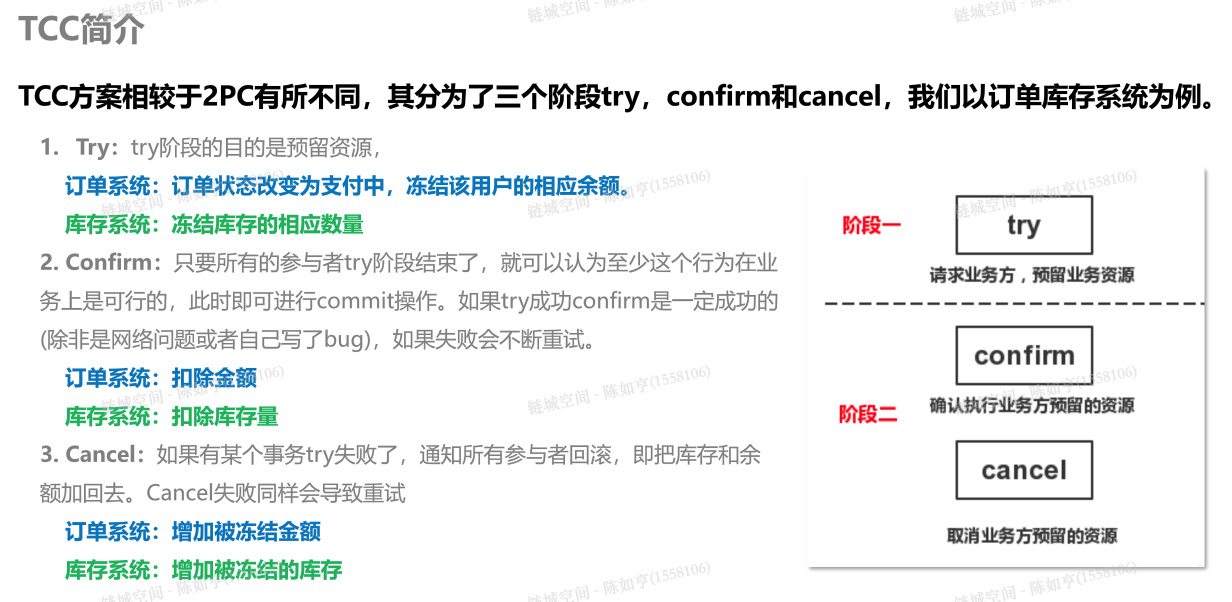 TCC简介
TCC方案相较于2PC有所不同，其分为了三个阶段try，confirm和cancel，我们以订单库存系统为例。
1. Try：try阶段的目的是预留资源，
订单系统：订单状态改变为支付中，冻结该用户的相应余额。
库存系统：冻结库存的相应数量
2. Confirm：只要所有的参与者try阶段结束了，就可以认为至少这个行为在业
务上是可行的，此时即可进行commit操作。如果try成功confirm是一定成功的
(除非是网络问题或者自己写了bug)，如果失败会不断重试。
订单系统：扣除金额
库存系统：扣除库存量
3. Cancel：如果有某个事务try失败了，通知所有参与者回滚，即把库存和余
额加回去。Cancel失败同样会导致重试
订单系统：增加被冻结金额
库存系统：增加被冻结的库存
阶段一
try
请求业务方，预留业务资源
confirm
确认执行业务方预留的资源
阶段二
cancel
取消业务方预留的资源
链城空间 - 陈如亨(1558106)